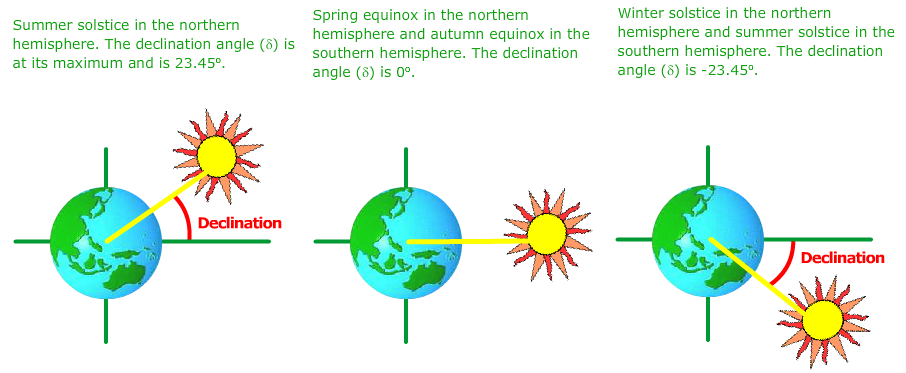 Summer solstice in the northern
hemisphere. The declination angle (δ) is
at its maximum and is 23.45°.
Spring equinox in the northern
hemisphere and autumn equinox in the
southern hemisphere. The declination
angle (δ) is 0°.
Winter solstice in the northern
hemisphere and summer solstice in the
southern hemisphere. The declination
angle (δ) is -23.45°.
Declination
Declination